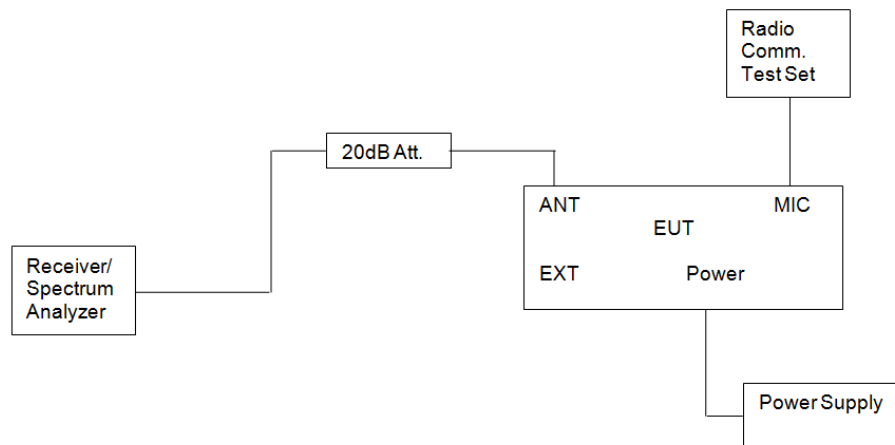 Radio
Comm.
Test Set
20dB Att.
ANT
MIC
EUT
EXT
Power
Receiver/
Spectrum
Analyzer
Power Supply